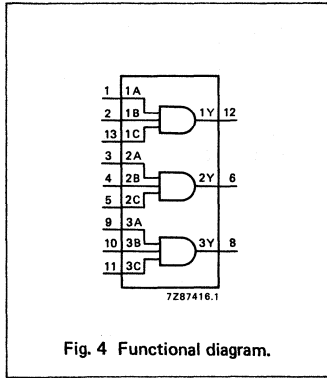 1 1A
2 1B 1Y 12
13 1C
3 2A
4 2B 2Y 6
5 2C
9 3A
10 3B 3Y 8
11 3C
7Z87416.1
Fig. 4 Functional diagram.